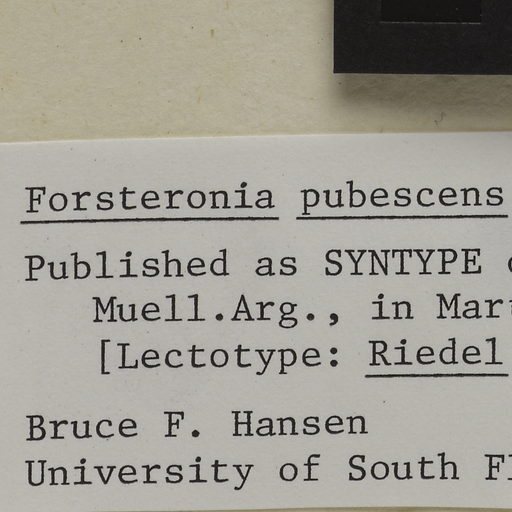 Forsteronia pubescens
Published as SYNTYPE
Muell.Arg., in
[Lectotype: Riedel
Bruce F. Hansen
University of South